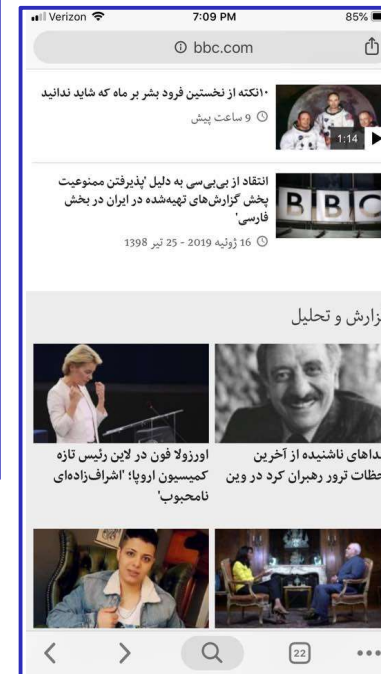 Verizon 7:09 PM 85%
bbc.com
۱۰نکته از نخستین فرود بشر بر ماه که شاید ندانید
9 ساعت پیش
1:14
انتقاد از بی‌بی‌سی به دلیل 'پذیرفتن ممنوعیت
پخش گزارش‌های تهیه‌شده در ایران در بخش
فارسی'
BBC
16 ژوئیه 2019 - 25 تیر 1398
زارش و تحلیل
داهای ناشنیده از آخرین
حظات ترور رهبران کرد در وین
اورزولا فون در لاین رئیس تازه
کمیسیون اروپا؛ 'اشراف‌زاده‌ای
نامحبوب'
22